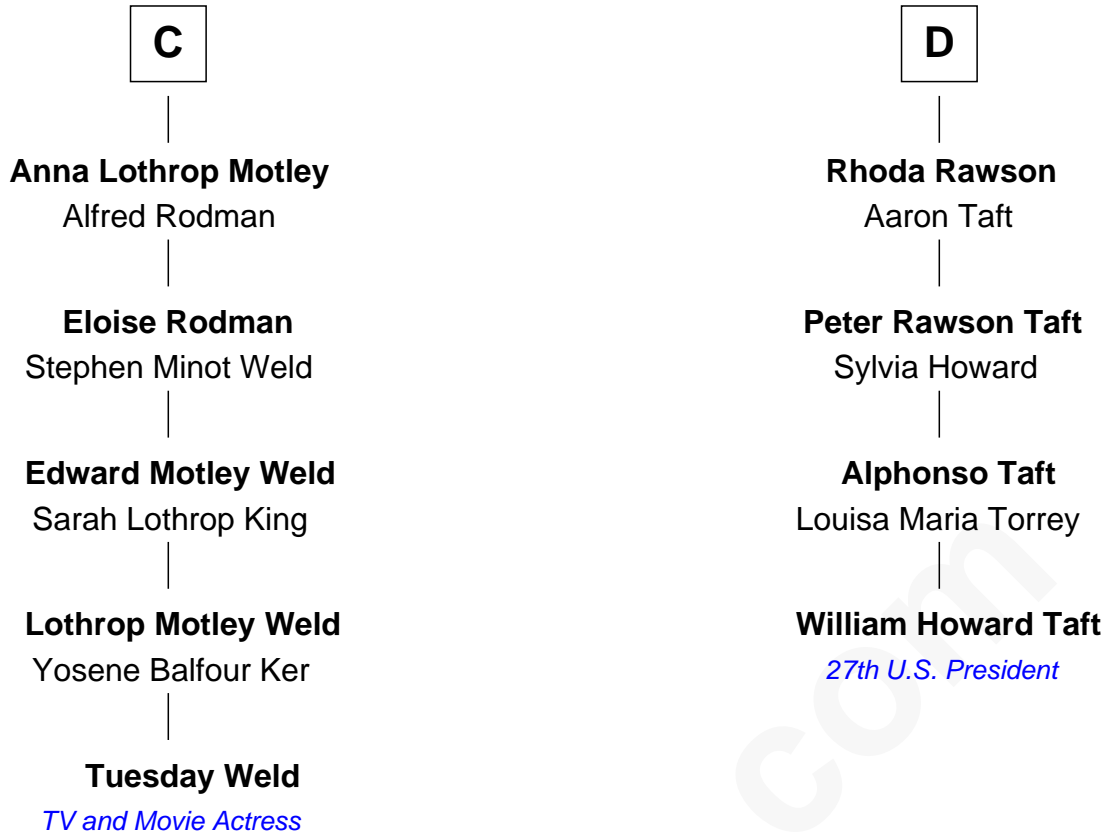 C
Anna Lothrop Motley
Alfred Rodman
Eloise Rodman
Stephen Minot Weld
Edward Motley Weld
Sarah Lothrop King
Lothrop Motley Weld
Yosene Balfour Ker
Tuesday Weld
TV and Movie Actress
D
Rhoda Rawson
Aaron Taft
Peter Rawson Taft
Sylvia Howard
Alphonso Taft
Louisa Maria Torrey
William Howard Taft
27th U.S. President
com